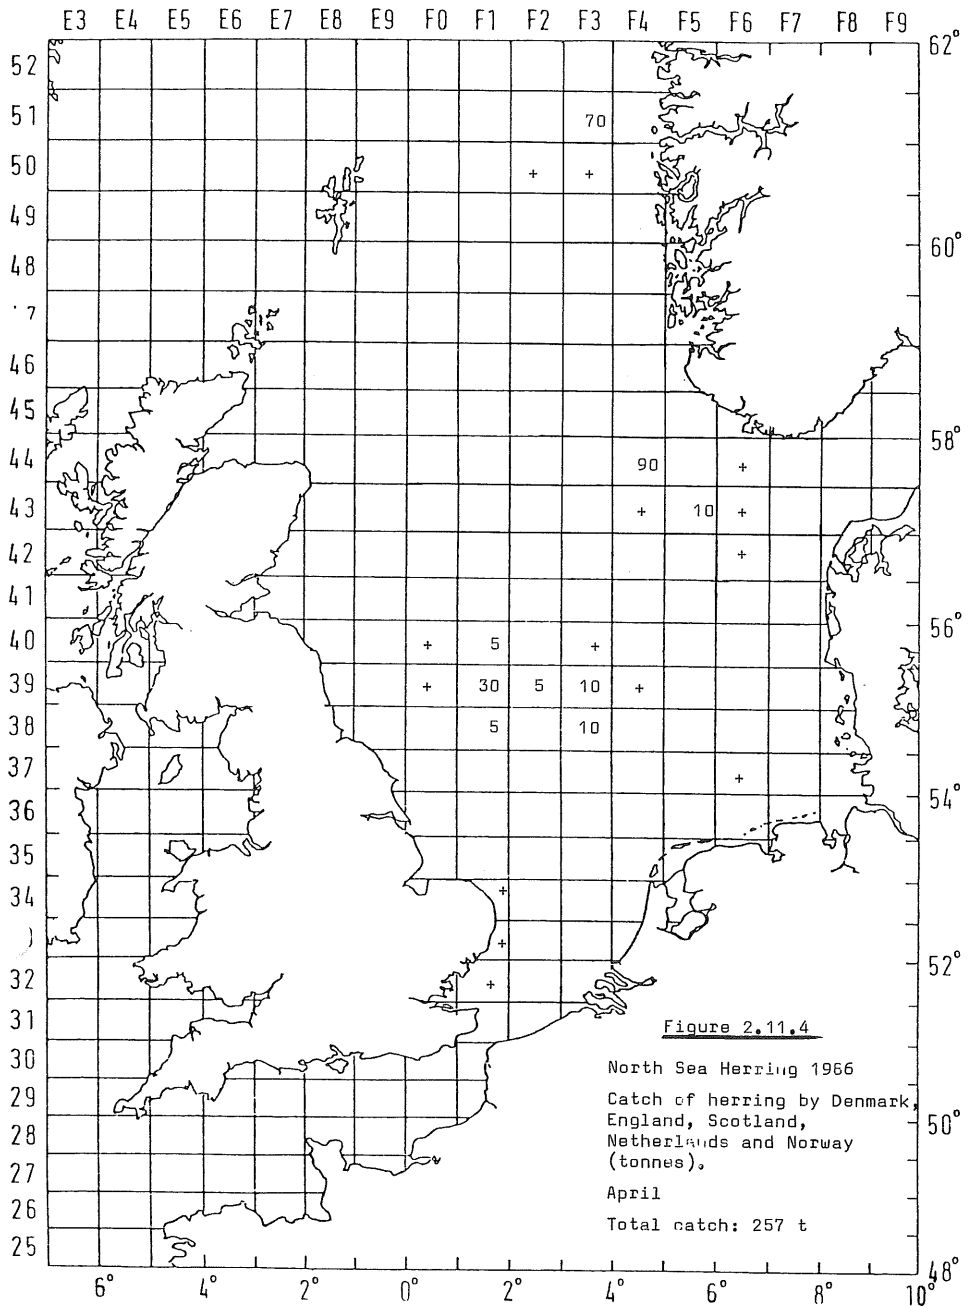 E3 E4 E5 E6 E7 E8 E9 F0 F1 F2 F3 F4 F5 F6 F7 F8 F9
62°
52
51 70
50 + +
49
60°
48
7
46
45
58°
44 90 +
43 + 10 +
42 +
41
56°
40 + 5 +
39 + 30 5 10 +
38 5 10
37 +
54°
36
35
34 +
) +
52°
32 +
31
30
29
50°
28
27
26
25
48°
6° 4° 2° 0° 2° 4° 6° 8° 10°
Figure 2.11.4
North Sea Herring 1966
Catch of herring by Denmark,
England, Scotland,
Netherlands and Norway
(tonnes).
April
Total catch: 257 t